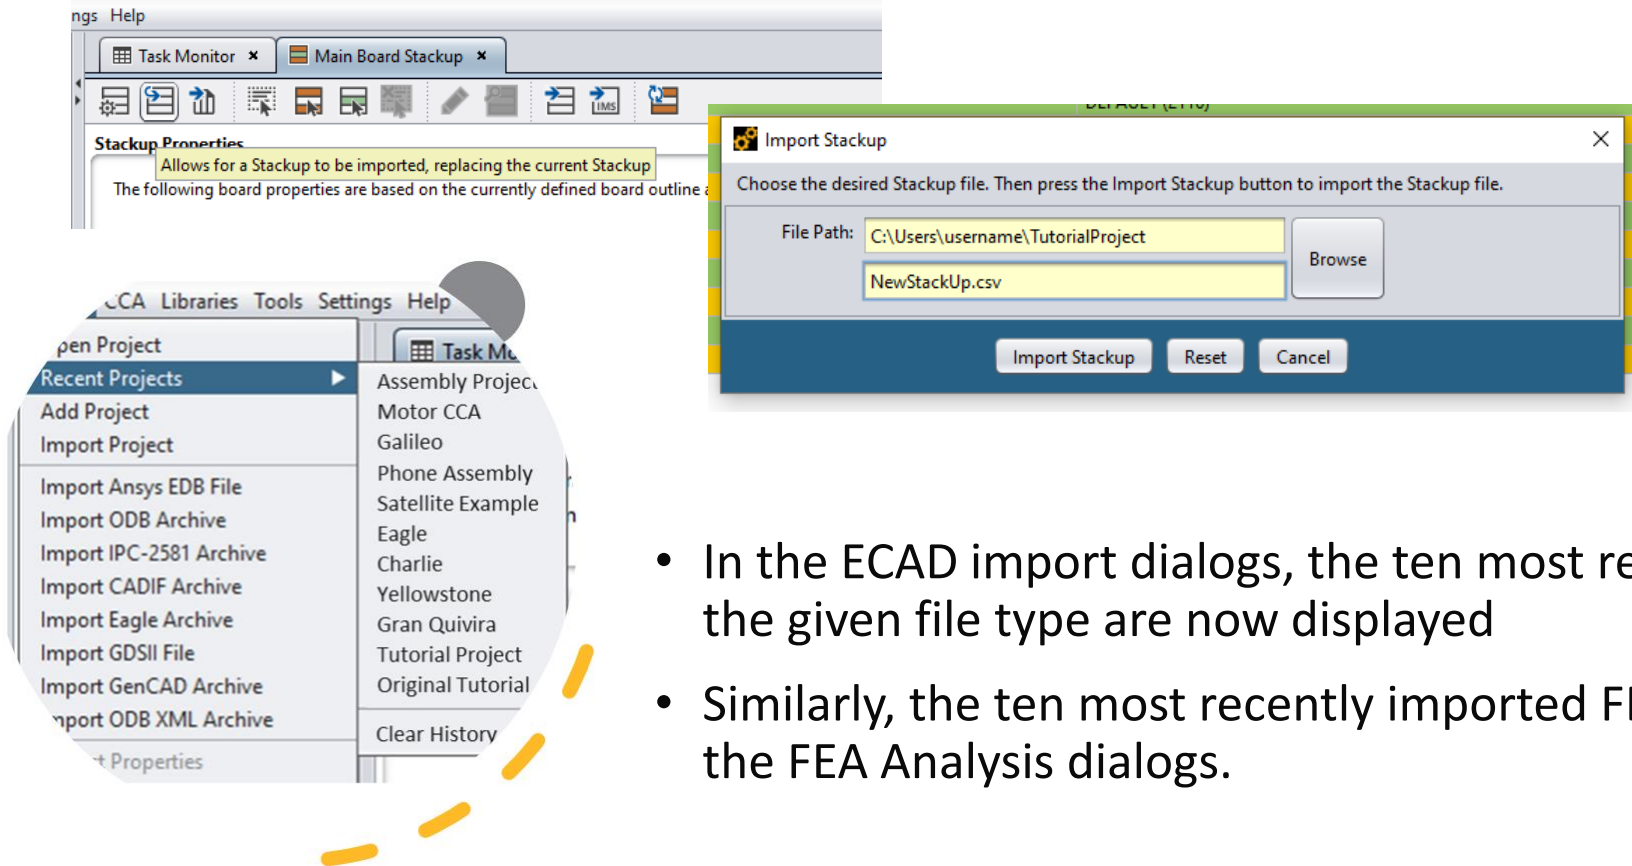 ngs Help
Task Monitor
Main Board Stackup
IMS
Stackup Properties
Allows for a Stackup to be imported, replacing the current Stackup
The following board properties are based on the currently defined board outline
Import Stackup
Choose the desired Stackup file. Then press the Import Stackup button to import the Stackup file.
File Path: C:\Users\username\TutorialProject
NewStackUp.csv
Browse
Import Stackup Reset Cancel
CCA Libraries Tools Settings Help
pen Project
Recent Projects
Add Project
Import Project
Import Ansys EDB File
Import ODB Archive
Import IPC-2581 Archive
Import CADIF Archive
Import Eagle Archive
Import GDSII File
Import GenCAD Archive
mport ODB XML Archive
Properties
Task Mo
Assembly Projec
Motor CCA
Galileo
Phone Assembly
Satellite Example
Eagle
Charlie
Yellowstone
Gran Quivira
Tutorial Project
Original Tutorial
Clear History
• In the ECAD import dialogs, the ten most re
the given file type are now displayed
• Similarly, the ten most recently imported F
the FEA Analysis dialogs.